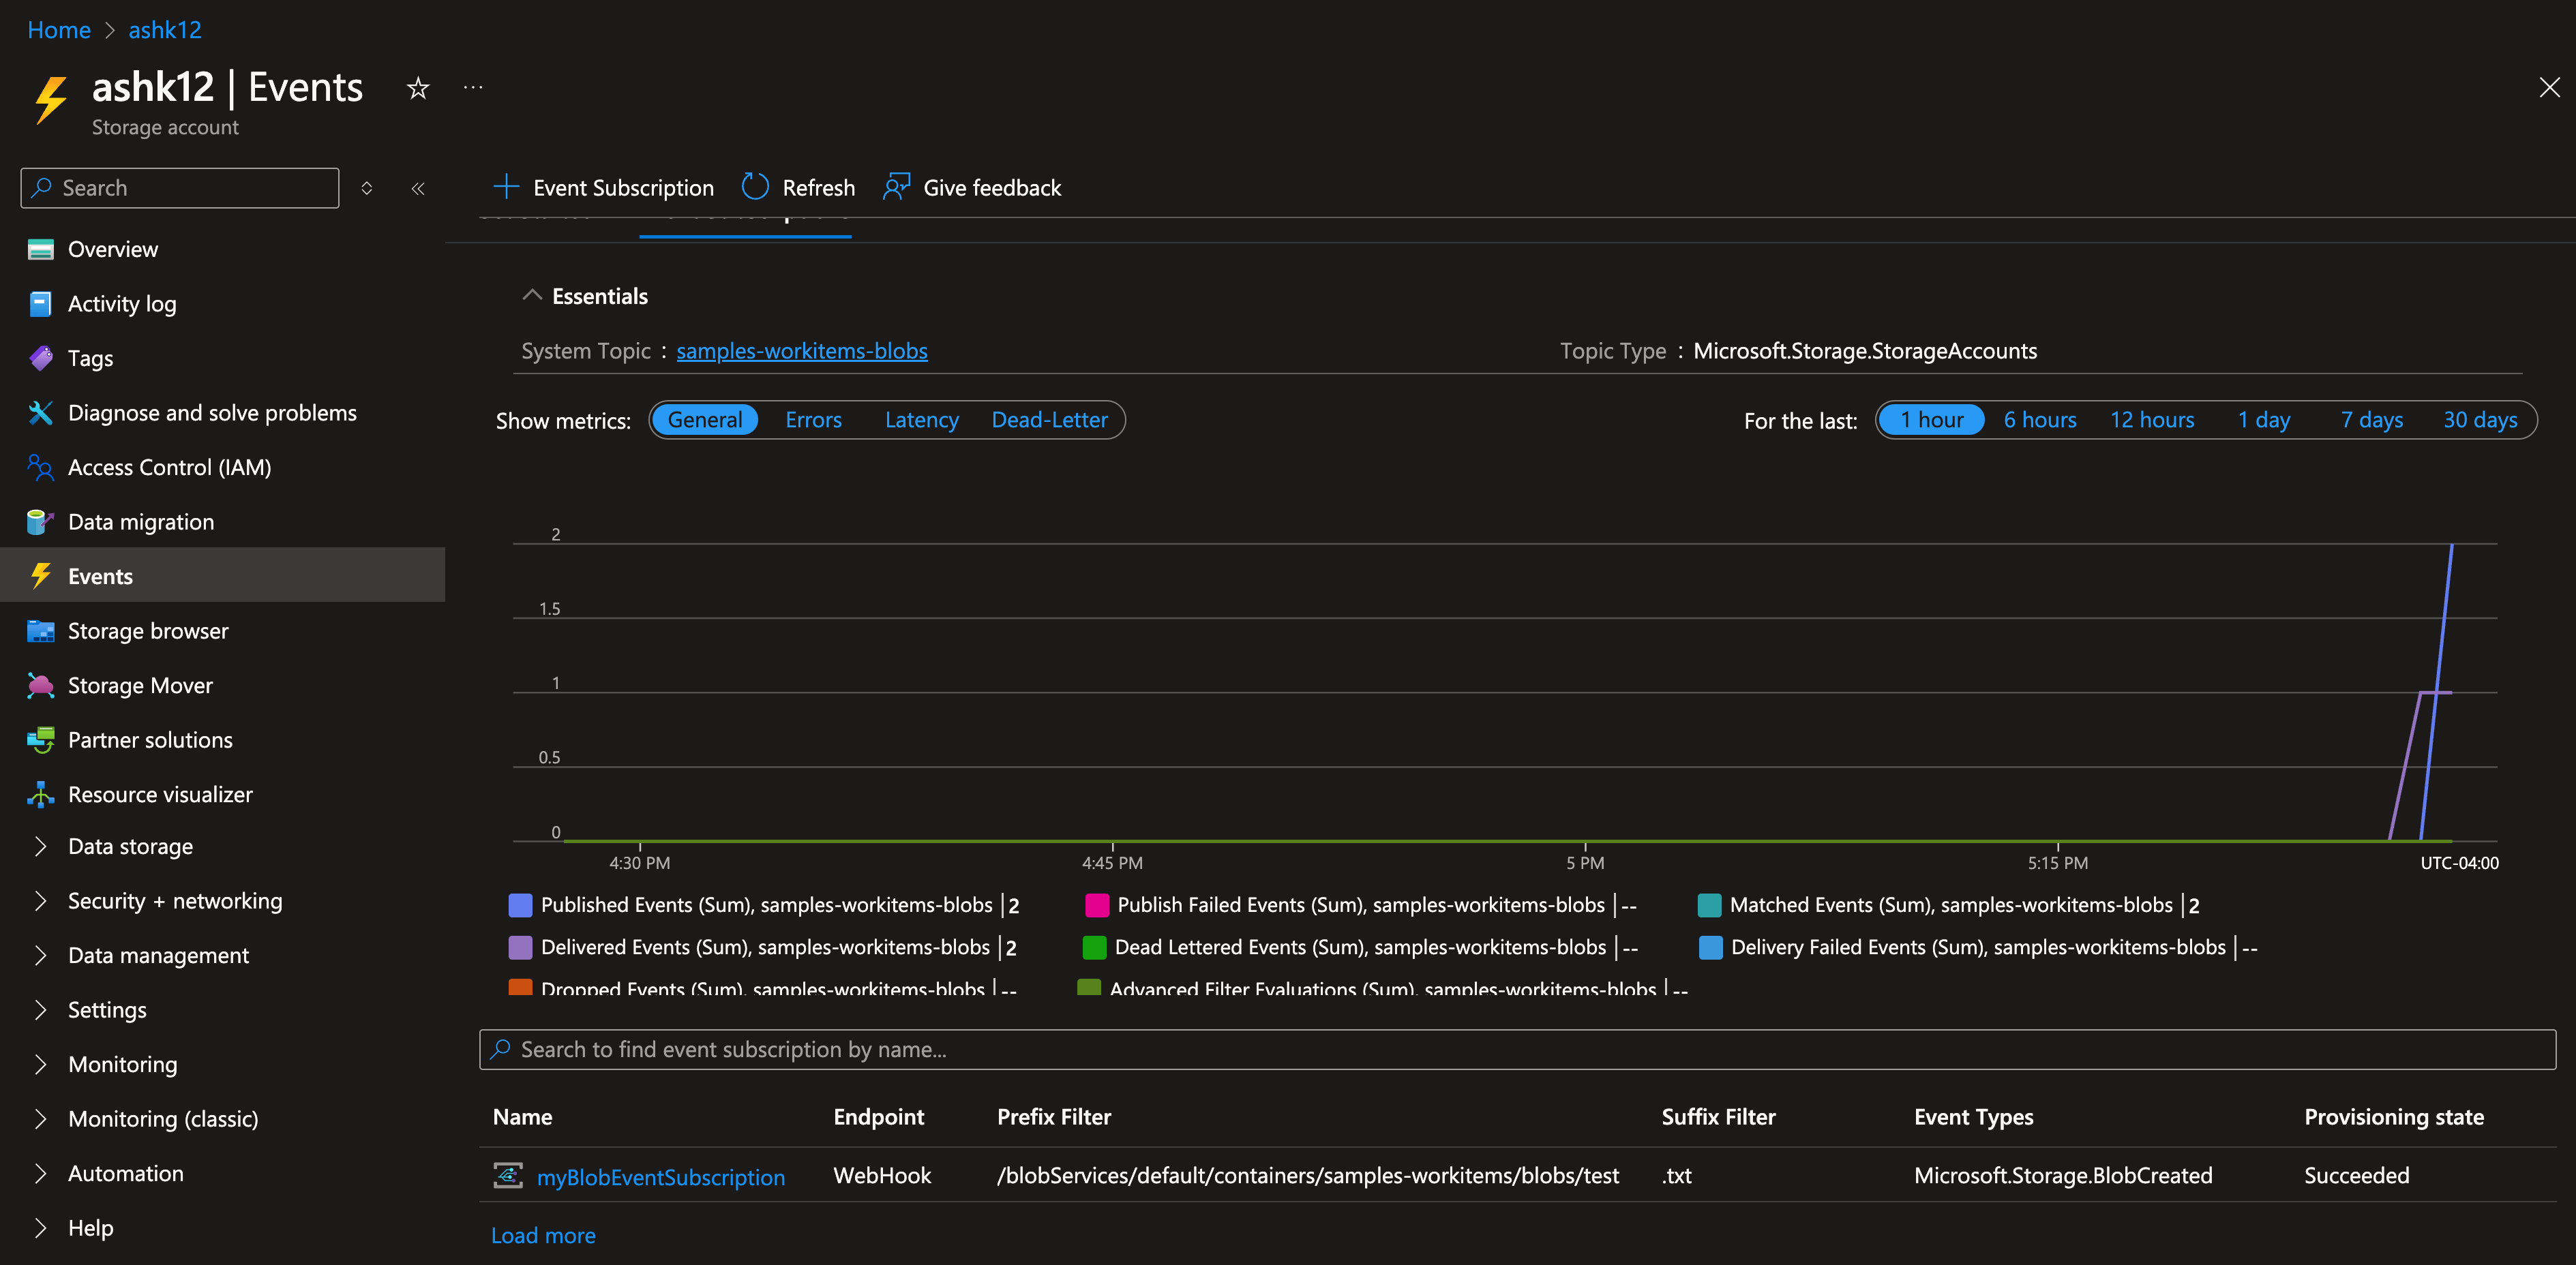 Home > ashk12
ashk12 | Events
Storage account
Search
Event Subscription Refresh Give feedback
Overview
Activity log
Tags
Diagnose and solve problems
Access Control (IAM)
Data migration
Events
Storage browser
Storage Mover
Partner solutions
Resource visualizer
Data storage
Security + networking
Data management
Settings
Monitoring
Monitoring (classic)
Automation
Help
Essentials
System Topic : samples-workitems-blobs Topic Type : Microsoft.Storage.StorageAccounts
Show metrics: General Errors Latency Dead-Letter For the last: 1 hour 6 hours 12 hours 1 day 7 days 30 days
2
1.5
1
0.5
0
4:30 PM 4:45 PM 5 PM 5:15 PM UTC-04:00
Published Events (Sum), samples-workitems-blobs | 2 Publish Failed Events (Sum), samples-workitems-blobs | -- Matched Events (Sum), samples-workitems-blobs | 2
Delivered Events (Sum), samples-workitems-blobs | 2 Dead Lettered Events (Sum), samples-workitems-blobs | -- Delivery Failed Events (Sum), samples-workitems-blobs | --
Dropped Events (Sum), samples-workitems-blobs | -- Advanced Filter Evaluations (Sum), samples-workitems-blobs | --
Search to find event subscription by name...
Name Endpoint Prefix Filter Suffix Filter Event Types Provisioning state
myBlobEventSubscription WebHook /blobServices/default/containers/samples-workitems/blobs/test .txt Microsoft.Storage.BlobCreated Succeeded
Load more